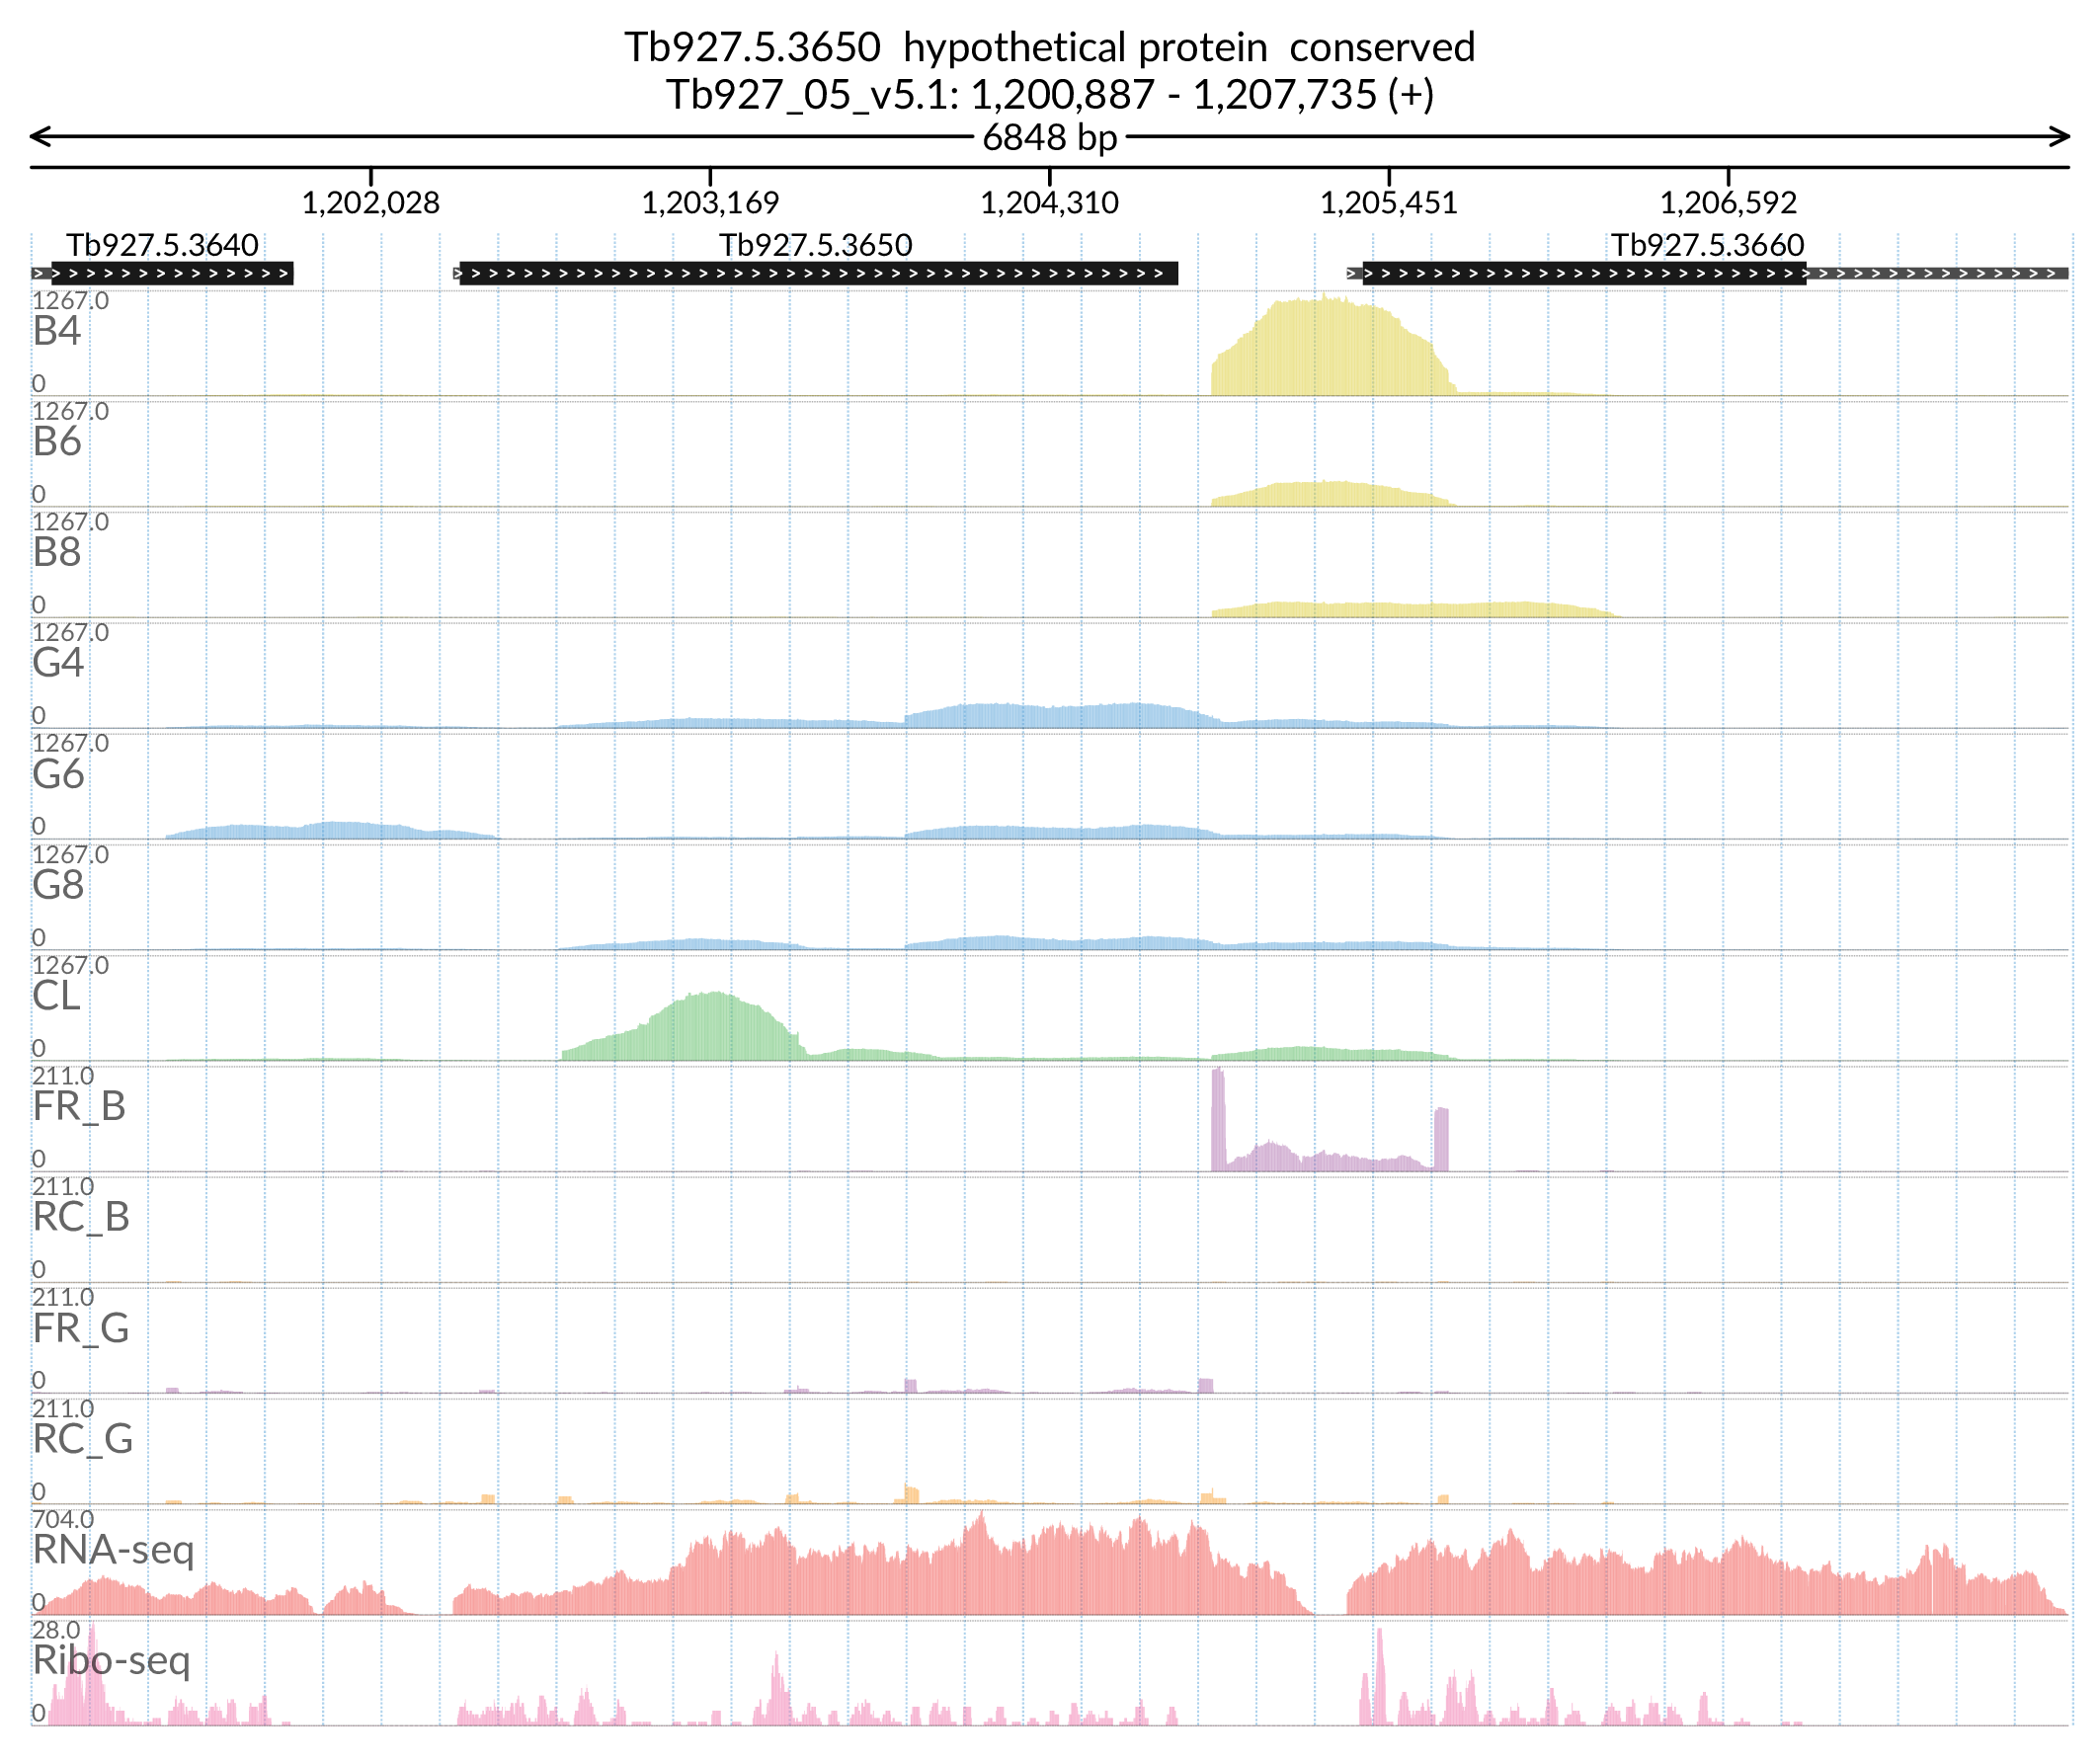 Tb927.5.3650 hypothetical protein conserved
Tb927_05_v5.1: 1,200,887 - 1,207,735 (+)
6848 bp
1,202,028 1,203,169 1,204,310 1,205,451 1,206,592
Tb927.5.3640 Tb927.5.3650 Tb927.5.3660
1267.0
B4
0
1267.0
B6
0
1267.0
B8
0
1267.0
G4
0
1267.0
G6
0
1267.0
G8
0
1267.0
CL
0
211.0
FR_B
0
211.0
RC_B
0
211.0
FR_G
0
211.0
RC_G
0
704.0
RNA-seq
0
28.0
Ribo-seq
0